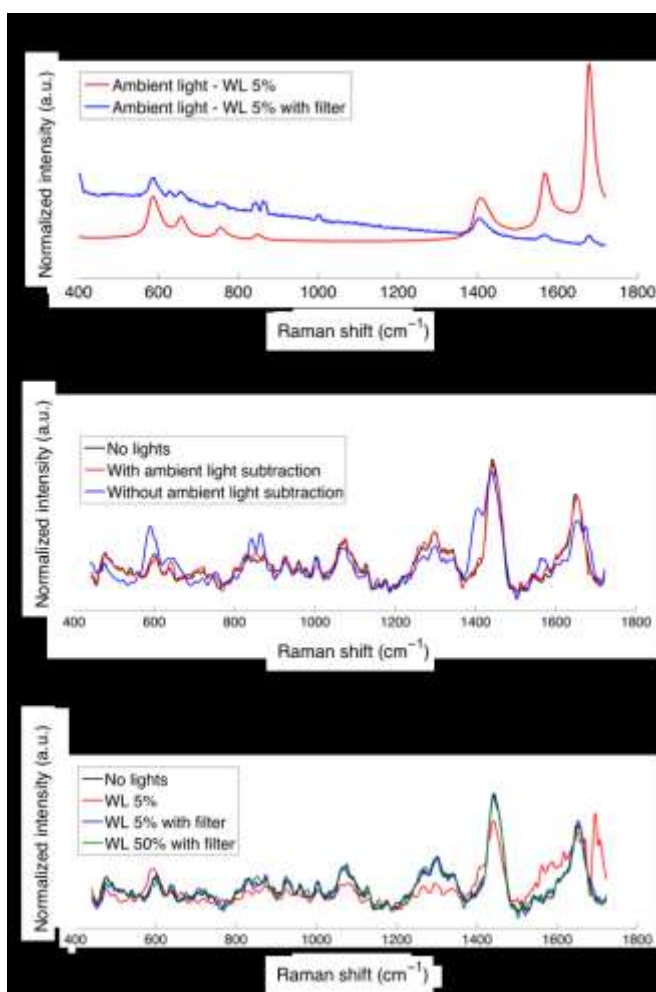 Normalized intensity (a.u.)
Ambient light - WL 5%
Ambient light - WL 5% with filter
400 600 800 1000 1200 1400 1600 1800
Raman shift (cm⁻¹)
Normalized intensity (a.u.)
No lights
With ambient light subtraction
Without ambient light subtraction
400 600 800 1000 1200 1400 1600 1800
Raman shift (cm⁻¹)
Normalized intensity (a.u.)
No lights
WL 5%
WL 5% with filter
WL 50% with filter
400 600 800 1000 1200 1400 1600 1800
Raman shift (cm⁻¹)